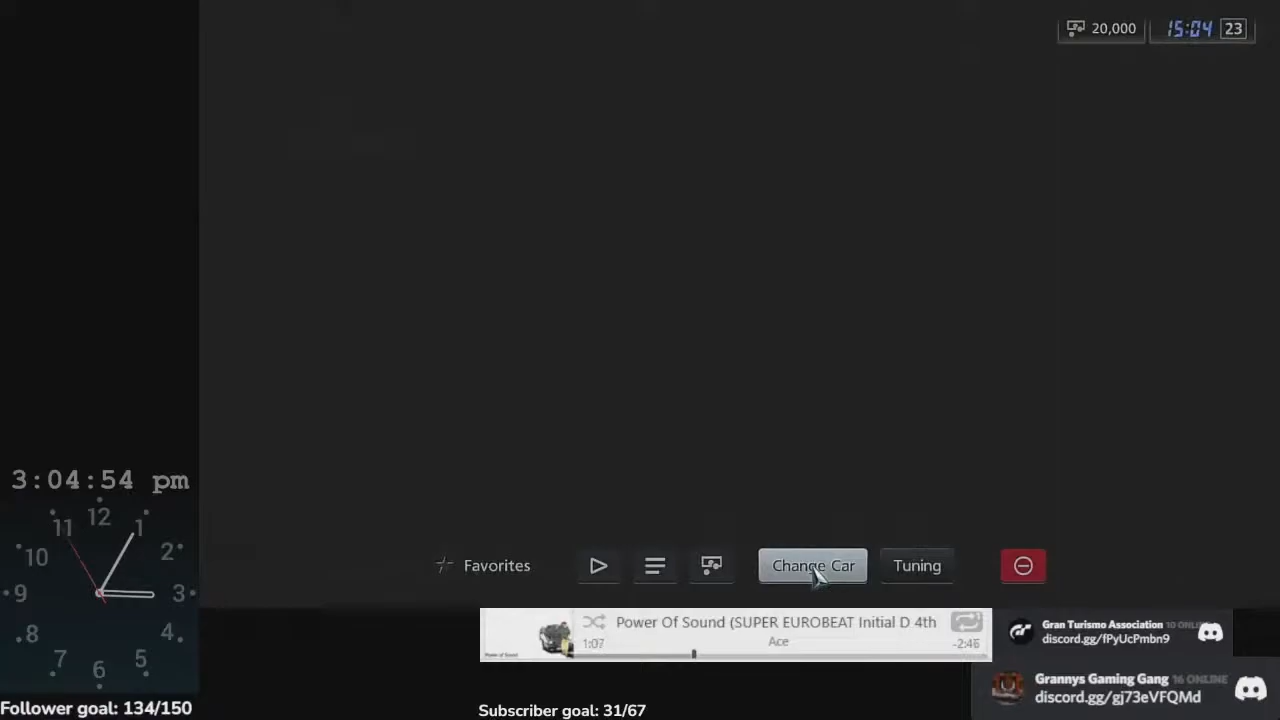 20,000
15:04 23
3:04:54 pm
12
11 1
10 2
9 3
8 4
7 5
6
Favorites
Change Car
Tuning
Power Of Sound (SUPER EUROBEAT Initial D 4th
Ace
1:07
-2:46
Gran Turismo Association
discord.gg/fPyUcPmbn9
Grannys Gaming Gang 16 ONLINE
discord.gg/gj73eVFQMd
Follower goal: 134/150
Subscriber goal: 31/67